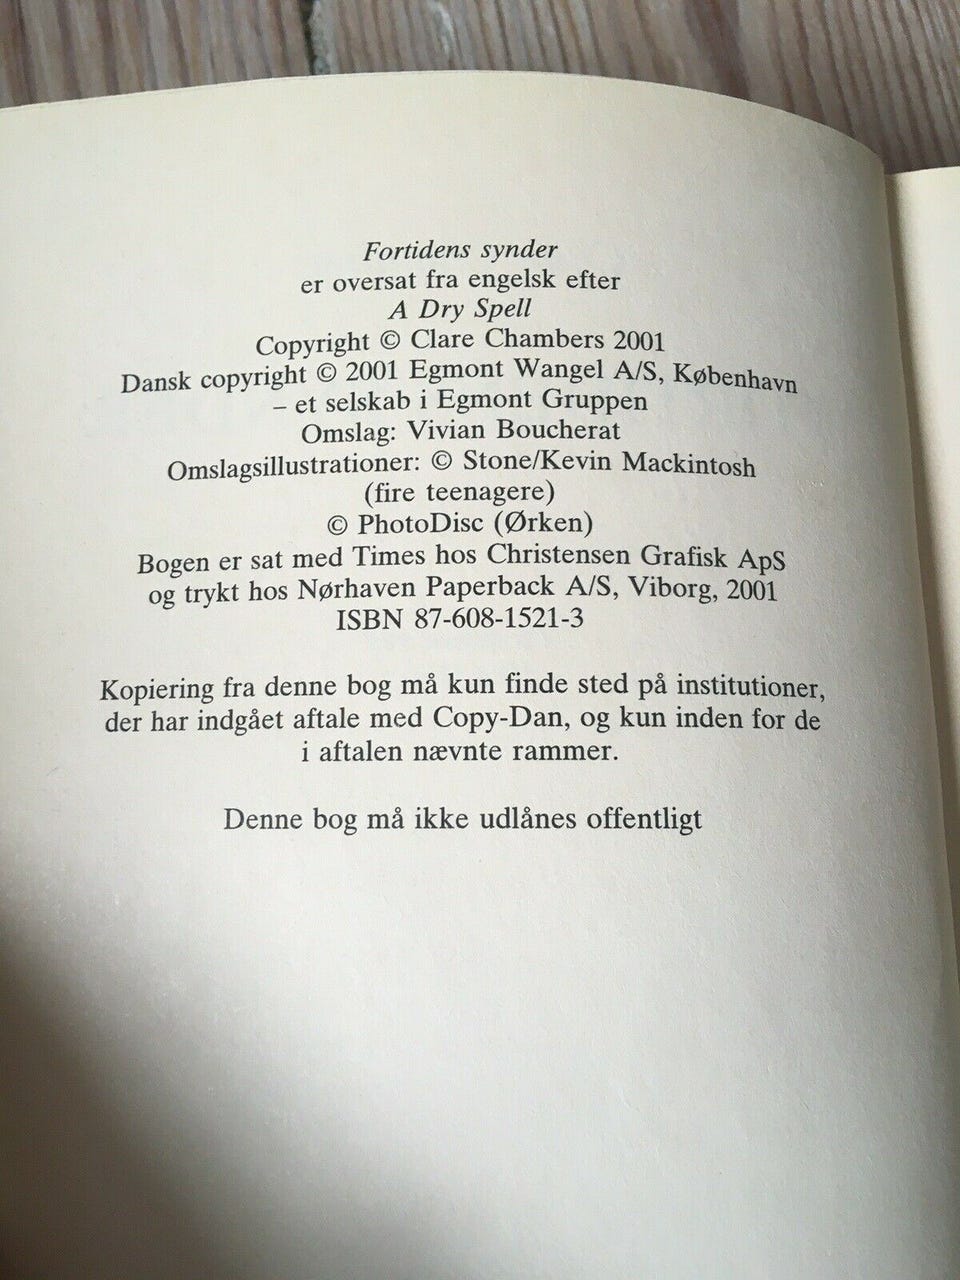 Fortidens synder
er oversat fra engelsk efter
A Dry Spell
Copyright © Clare Chambers 2001
Dansk copyright © 2001 Egmont Wangel A/S, København
– et selskab i Egmont Gruppen
Omslag: Vivian Boucherat
Omslagsillustrationer: © Stone/Kevin Mackintosh
(fire teenagere)
© PhotoDisc (Ørken)
Bogen er sat med Times hos Christensen Grafisk ApS
og trykt hos Nørhaven Paperback A/S, Viborg, 2001
ISBN 87-608-1521-3
Kopiering fra denne bog må kun finde sted på institutioner,
der har indgået aftale med Copy-Dan, og kun inden for de
i aftalen nævnte rammer.
Denne bog må ikke udlånes offentligt